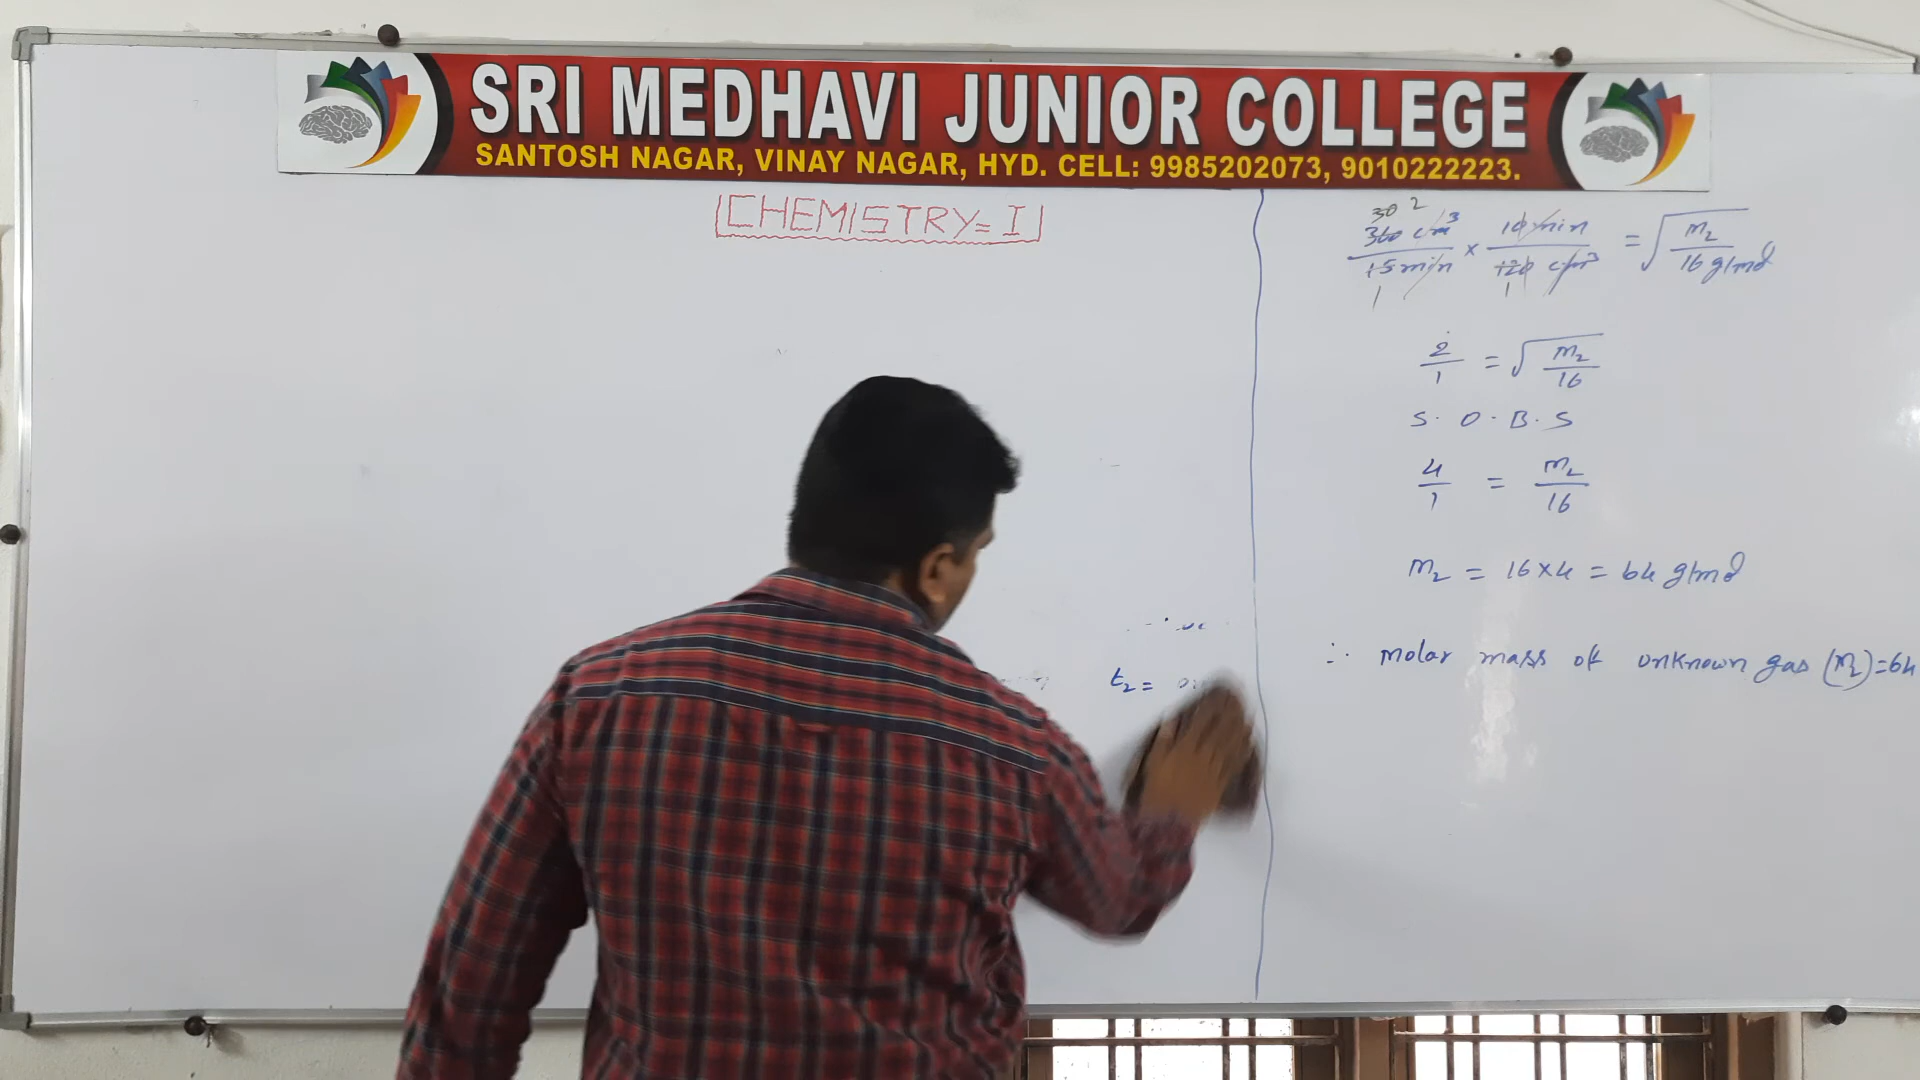 SRI MEDHAVI JUNIOR COLLEGE
SANTOSH NAGAR, VINAY NAGAR, HYD. CELL: 9985202073, 9010222223.
CHEMISTRY=I
30 2
360 cm³/15 min × 10 min/120 cm³ = √(M₂/16 g/mol)
1 1
2/1 = √(M₂/16)
S.O.B.S
4/1 = M₂/16
M₂ = 16×4 = 64 g/mol
∴ molar mass of unknown gas (M₂)=64
t₂ =